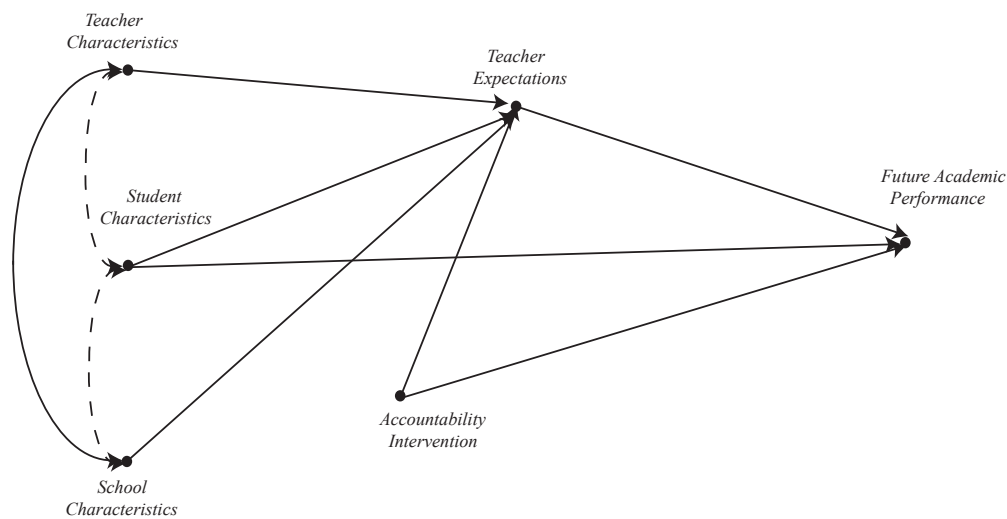 Teacher
Characteristics
Teacher
Expectations
Future Academic
Performance
Student
Characteristics
Accountability
Intervention
School
Characteristics